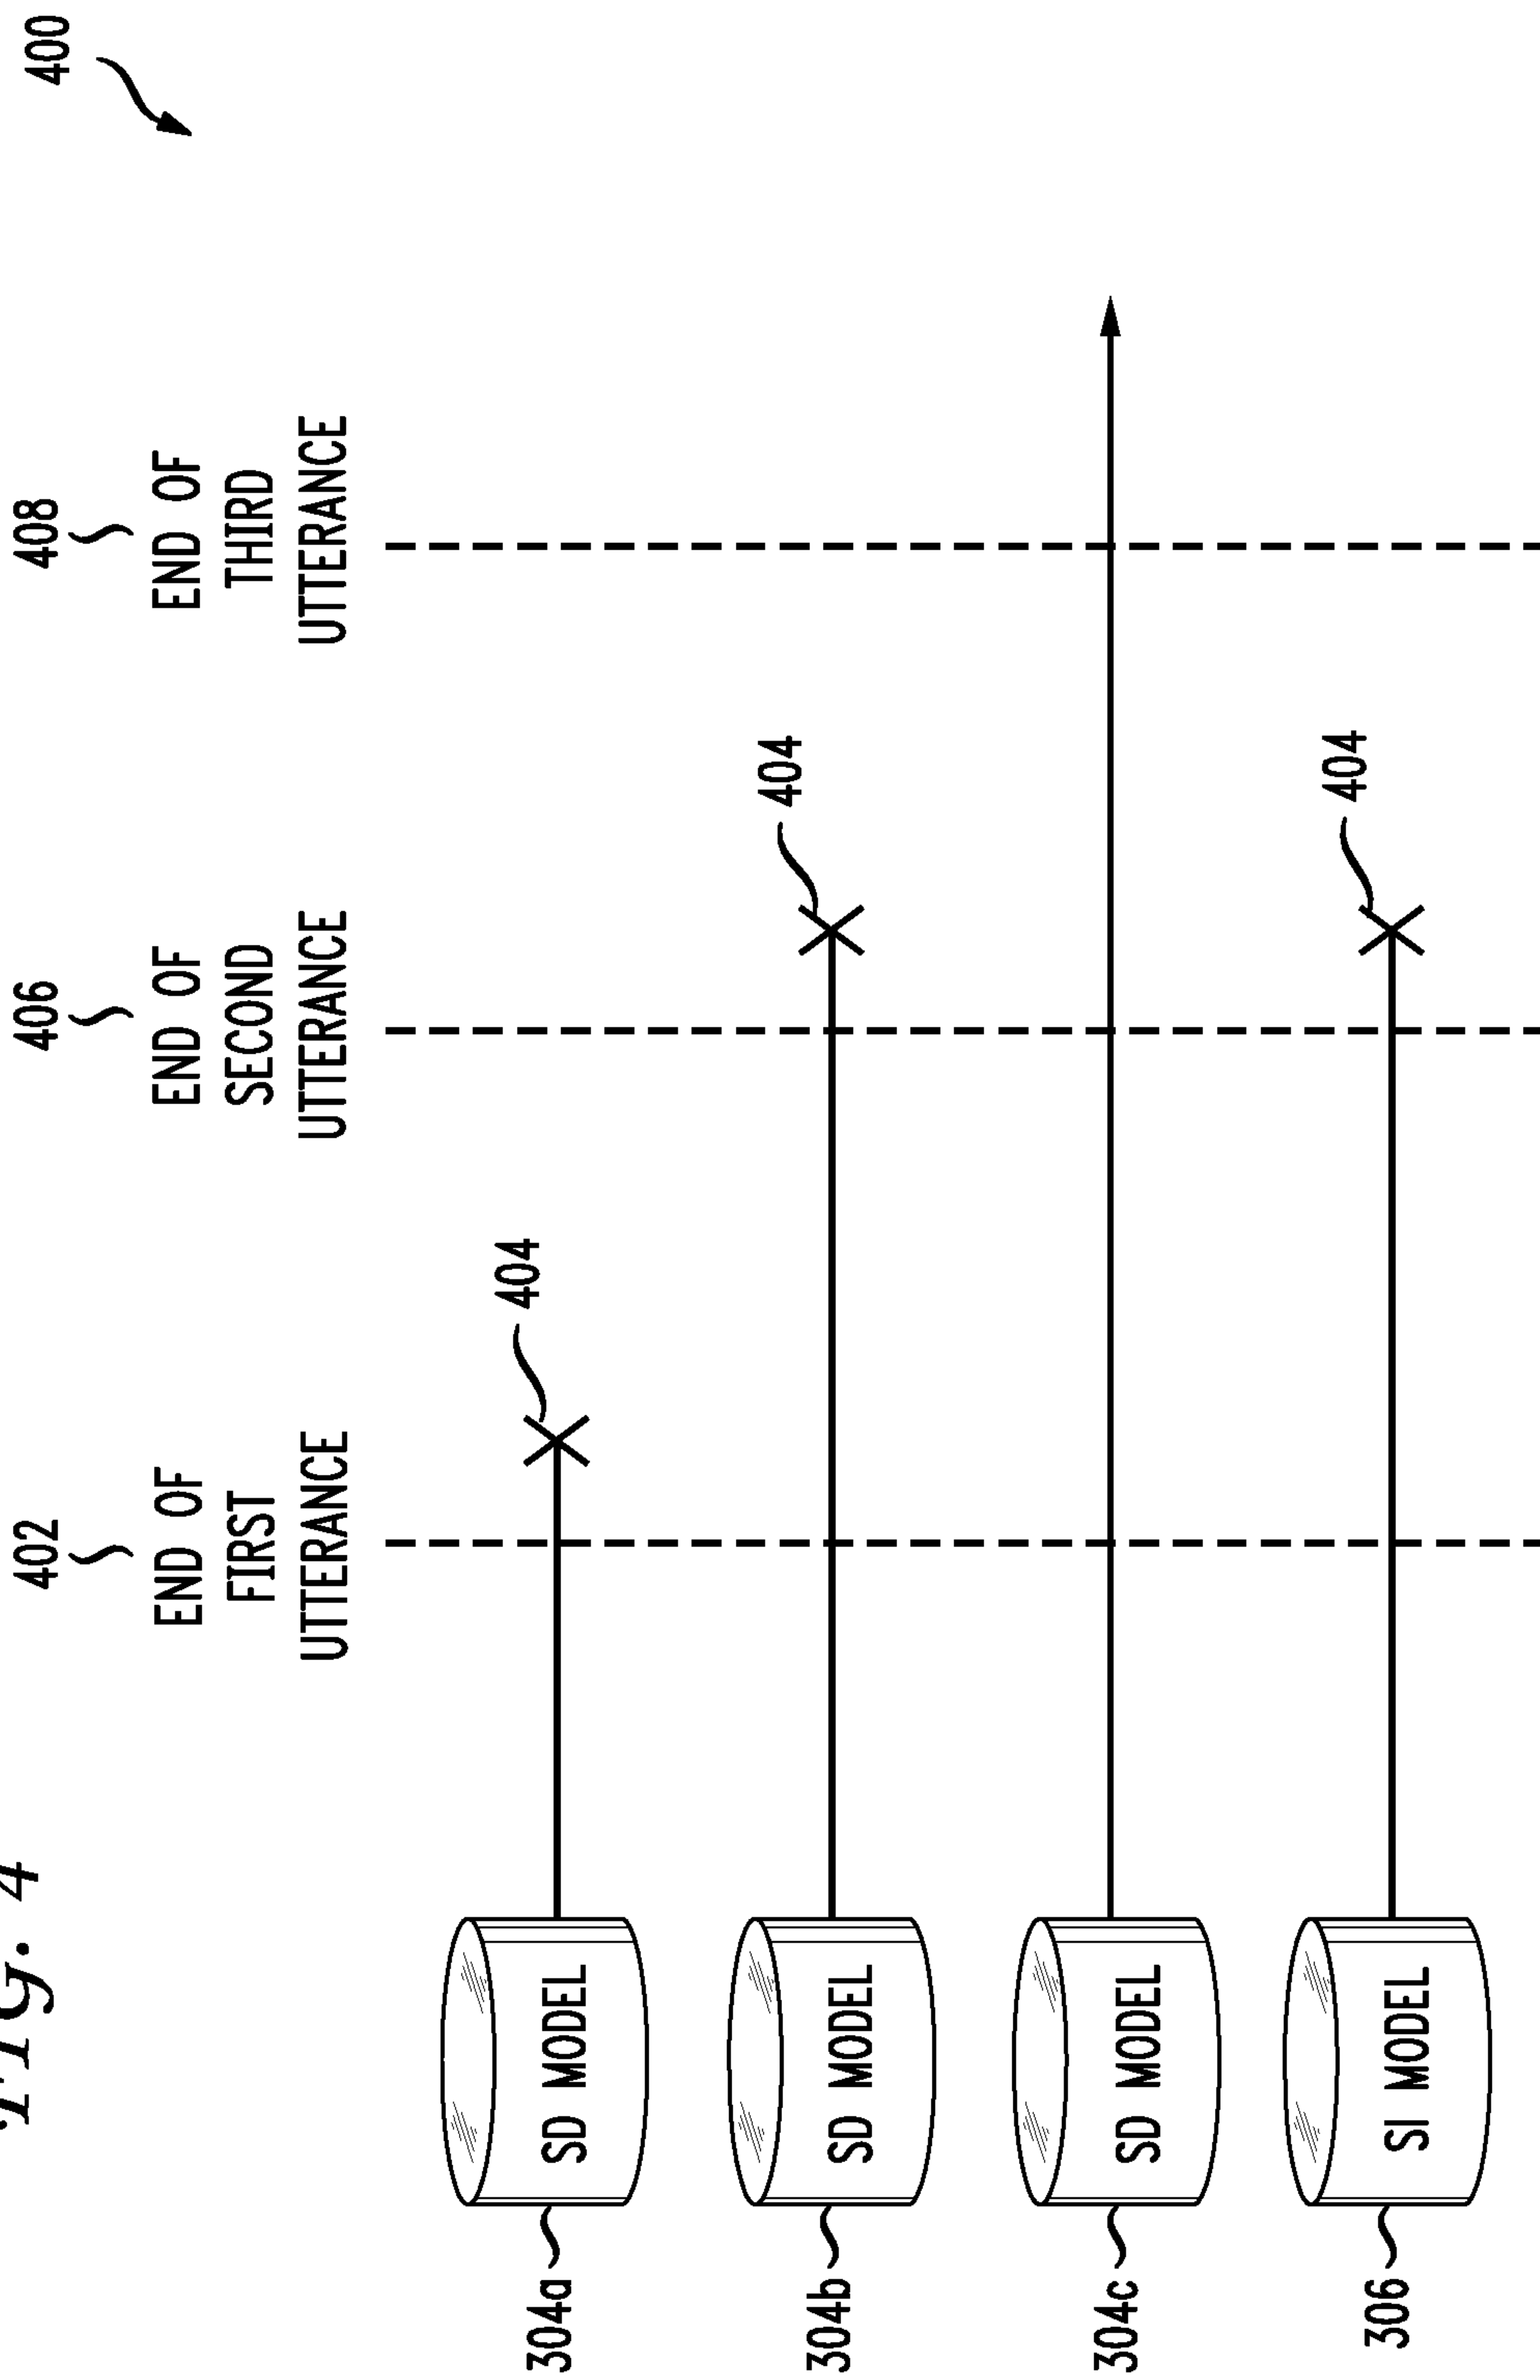 FIG. 4
400
402
END OF
FIRST
UTTERANCE
406
END OF
SECOND
UTTERANCE
408
END OF
THIRD
UTTERANCE
304a
SD MODEL
404
304b
SD MODEL
404
304c
SD MODEL
306
SI MODEL
404